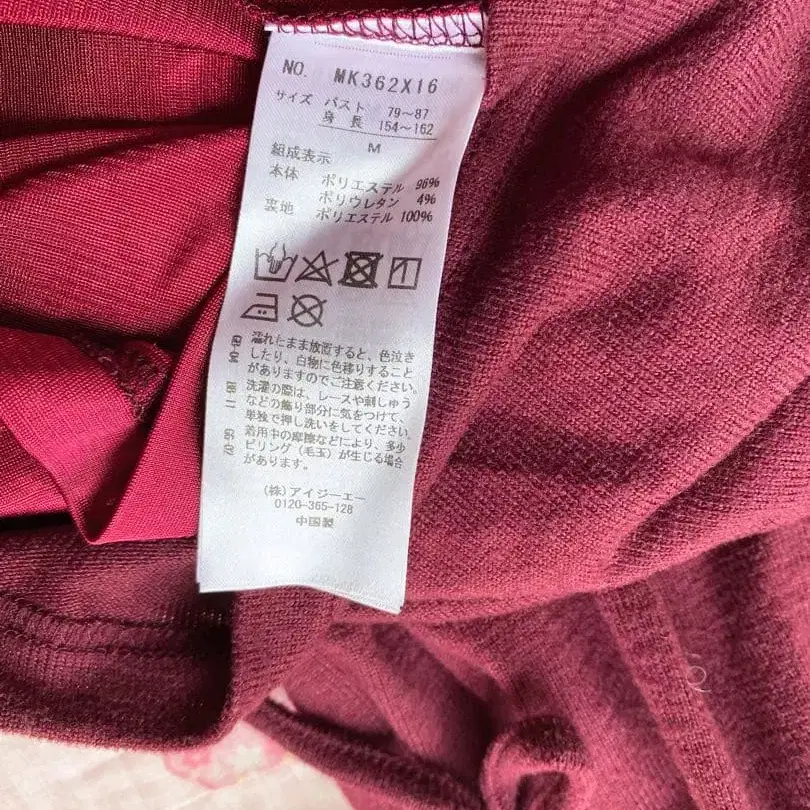 NO. MK362X16
サイズ バスト 79～87
身長 154～162
M
組成表示
本体 ポリエステル 96%
ポリウレタン 4%
裏地 ポリエステル 100%
濡れたまま放置すると、色泣き
したり、白物に色移りすること
がありますのでご注意ください。
洗濯の際は、レースや刺しゅう
などの飾り部分に気をつけて、
単独で押し洗いをしてください。
着用中の摩擦などにより、多少
ピリング（毛玉）が生じる場合
があります。
(株)アイジーエー
0120-365-128
中国製